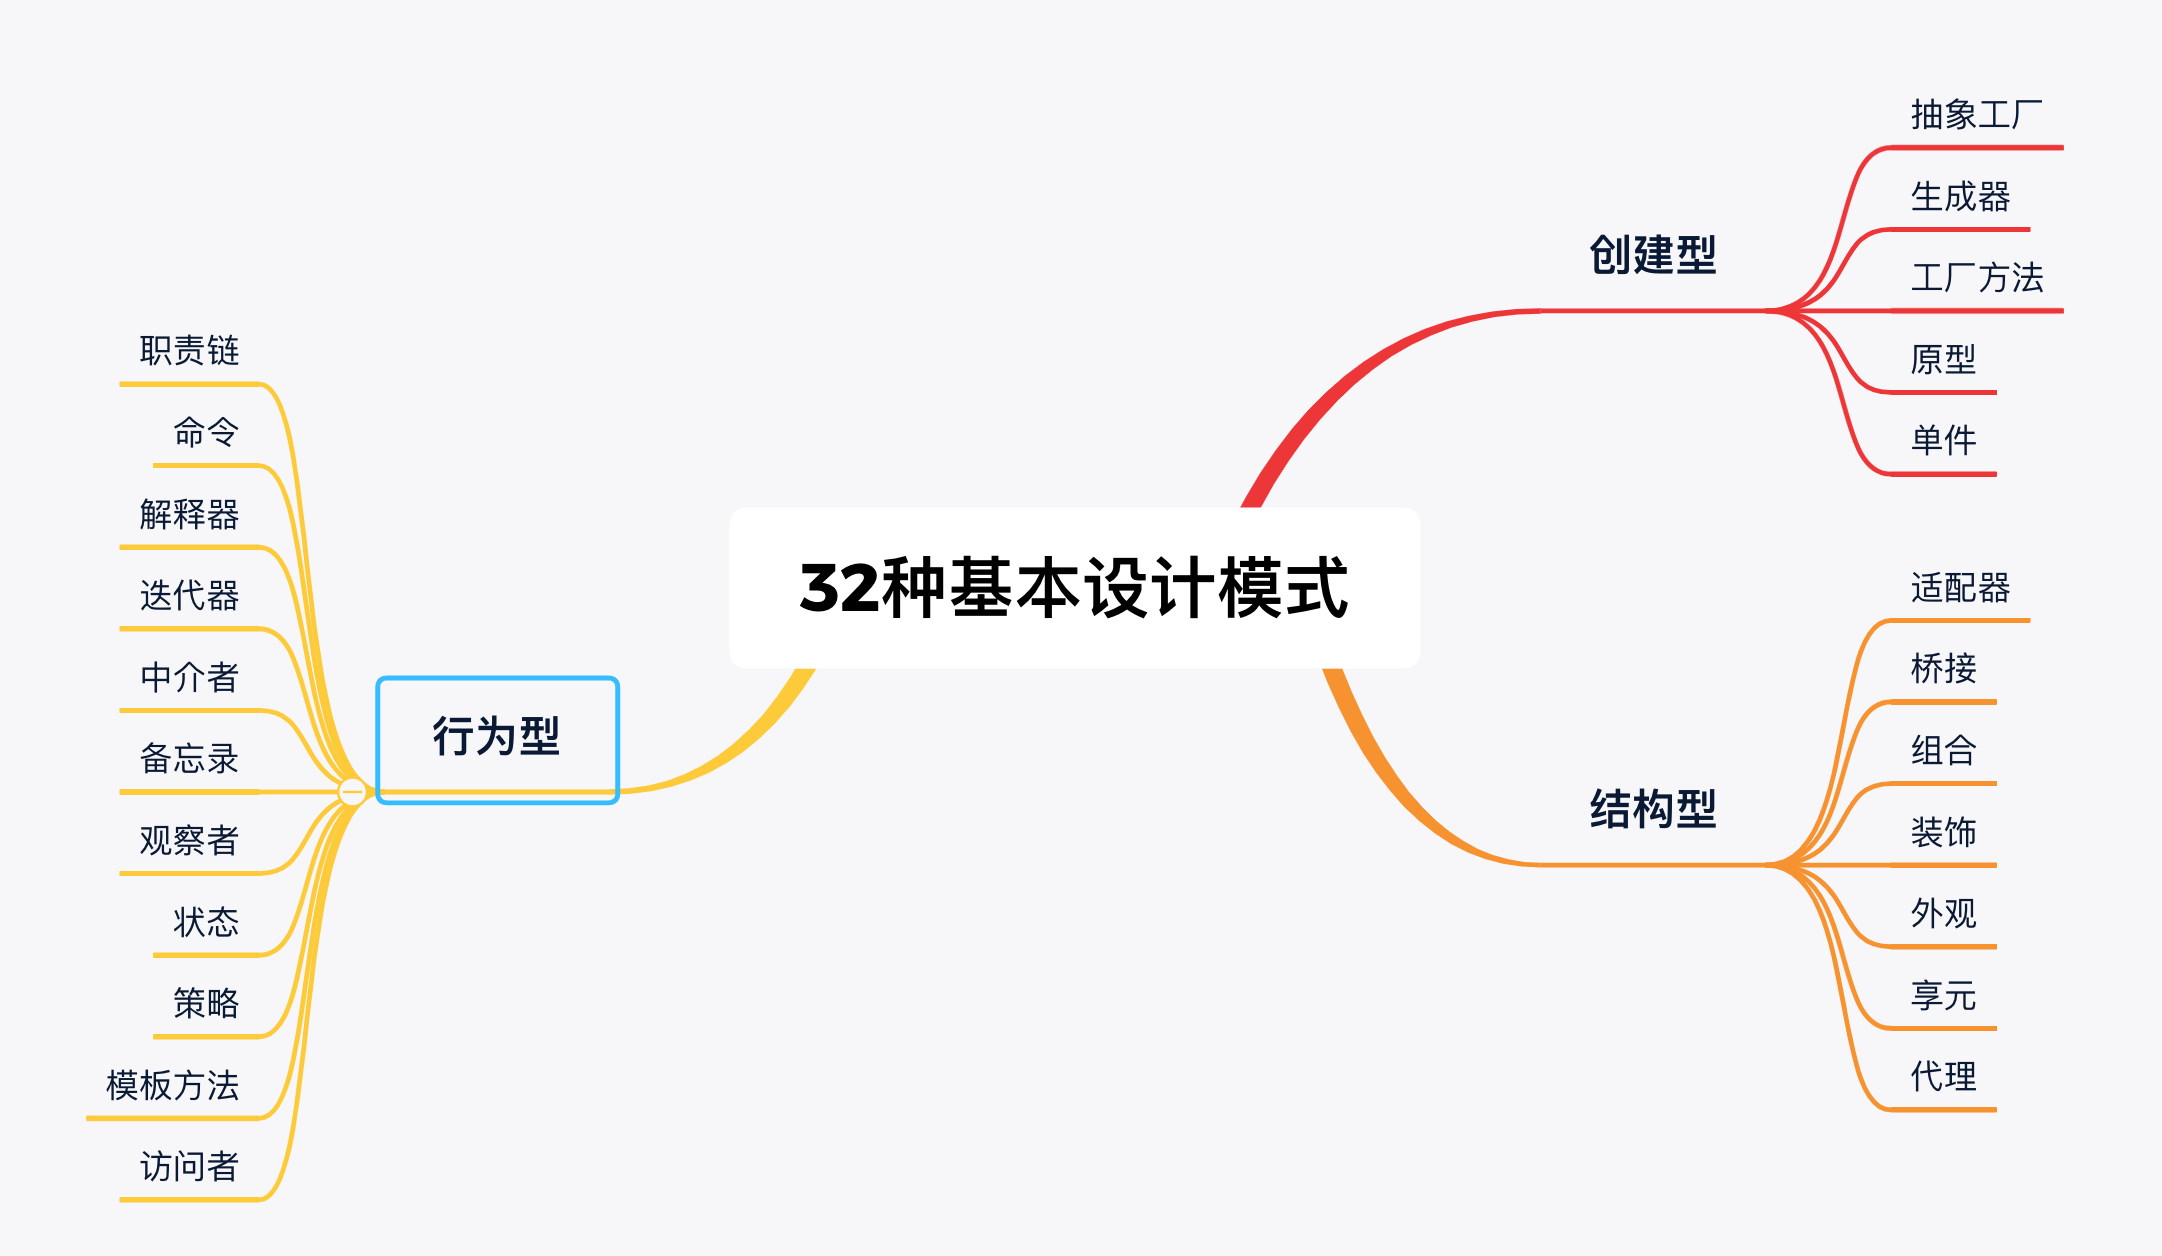 32种基本设计模式
创建型
抽象工厂
生成器
工厂方法
原型
单件
结构型
适配器
桥接
组合
装饰
外观
享元
代理
行为型
职责链
命令
解释器
迭代器
中介者
备忘录
观察者
状态
策略
模板方法
访问者